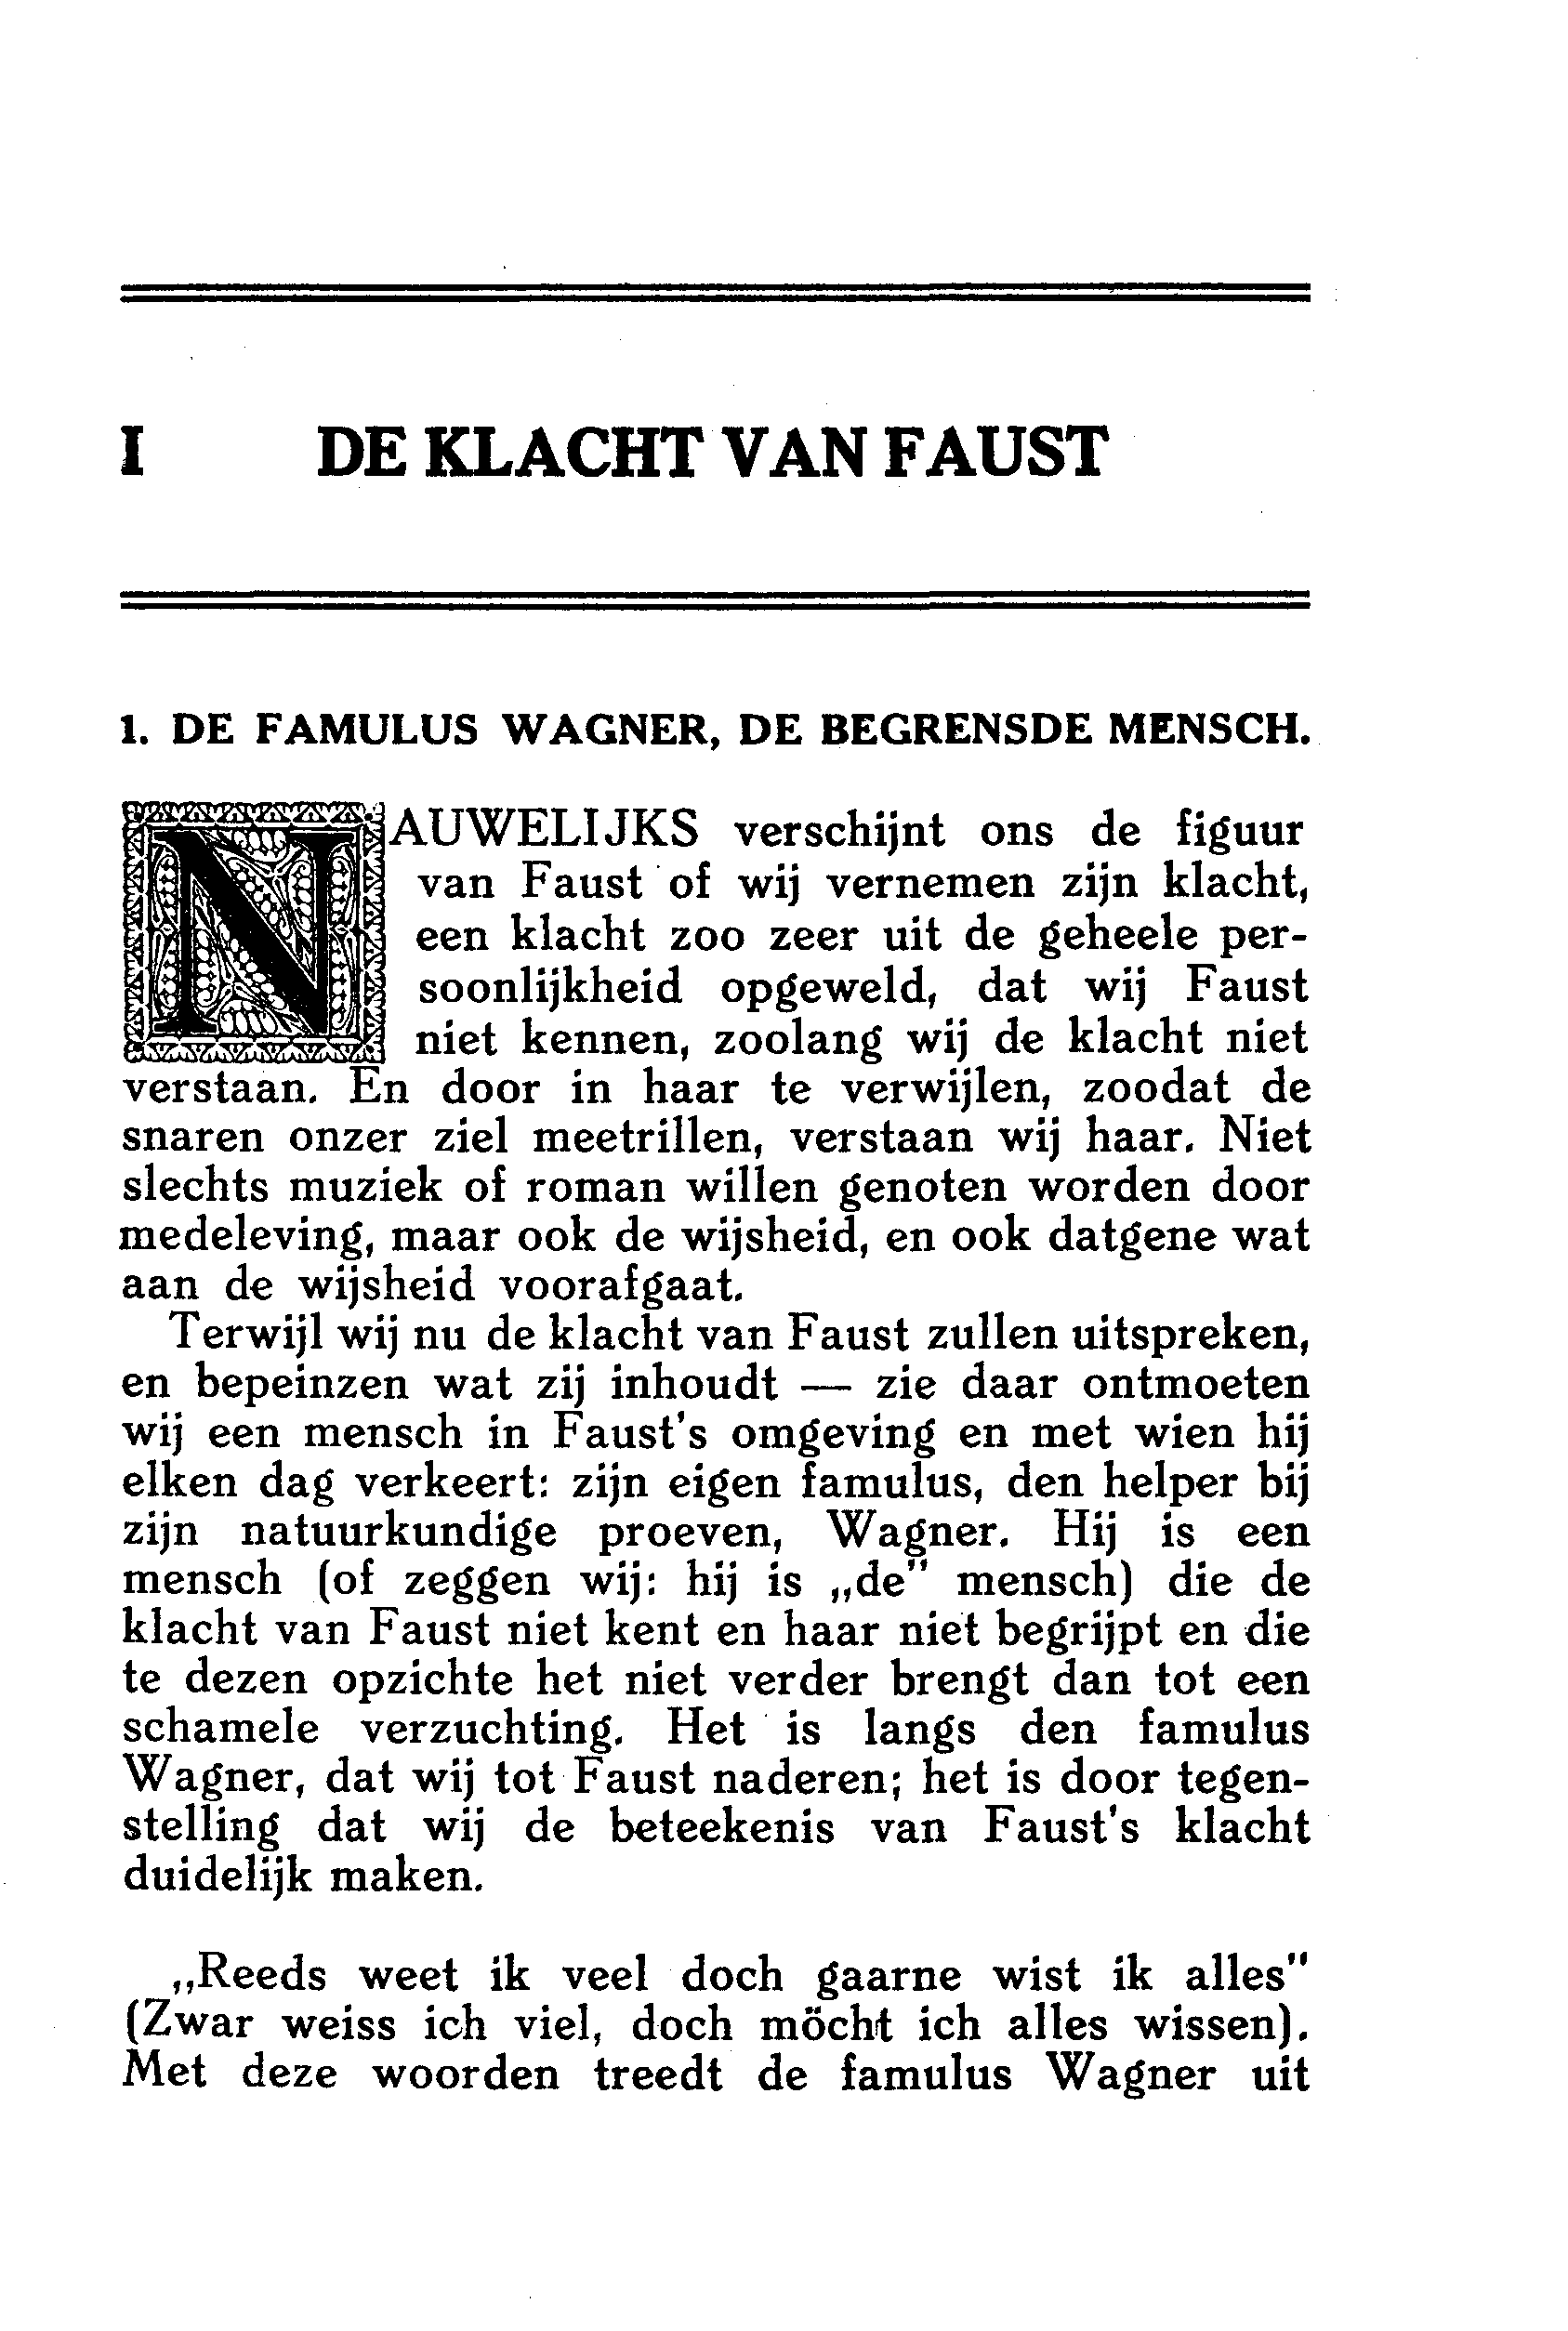 I DE KLACHT VAN FAUST
1. DE FAMULUS WAGNER, DE BEGRENSDE MENSCH.
NAUWELIJKS verschijnt ons de figuur
van Faust of wij vernemen zijn klacht,
een klacht zoo zeer uit de geheele per-
soonlijkheid opgeweld, dat wij Faust
niet kennen, zoolang wij de klacht niet
verstaan. En door in haar te verwijlen, zoodat de
snaren onzer ziel meetrillen, verstaan wij haar. Niet
slechts muziek of roman willen genoten worden door
medeleving, maar ook de wijsheid, en ook datgene wat
aan de wijsheid voorafgaat.
Terwijl wij nu de klacht van Faust zullen uitspreken,
en bepeinzen wat zij inhoudt — zie daar ontmoeten
wij een mensch in Faust's omgeving en met wien hij
elken dag verkeert: zijn eigen famulus, den helper bij
zijn natuurkundige proeven, Wagner. Hij is een
mensch (of zeggen wij: hij is „de" mensch) die de
klacht van Faust niet kent en haar niet begrijpt en die
te dezen opzichte het niet verder brengt dan tot een
schamele verzuchting. Het is langs den famulus
Wagner, dat wij tot Faust naderen; het is door tegen-
stelling dat wij de beteekenis van Faust's klacht
duidelijk maken.
„Reeds weet ik veel doch gaarne wist ik alles"
(Zwar weiss ich viel, doch möcht ich alles wissen).
Met deze woorden treedt de famulus Wagner uit